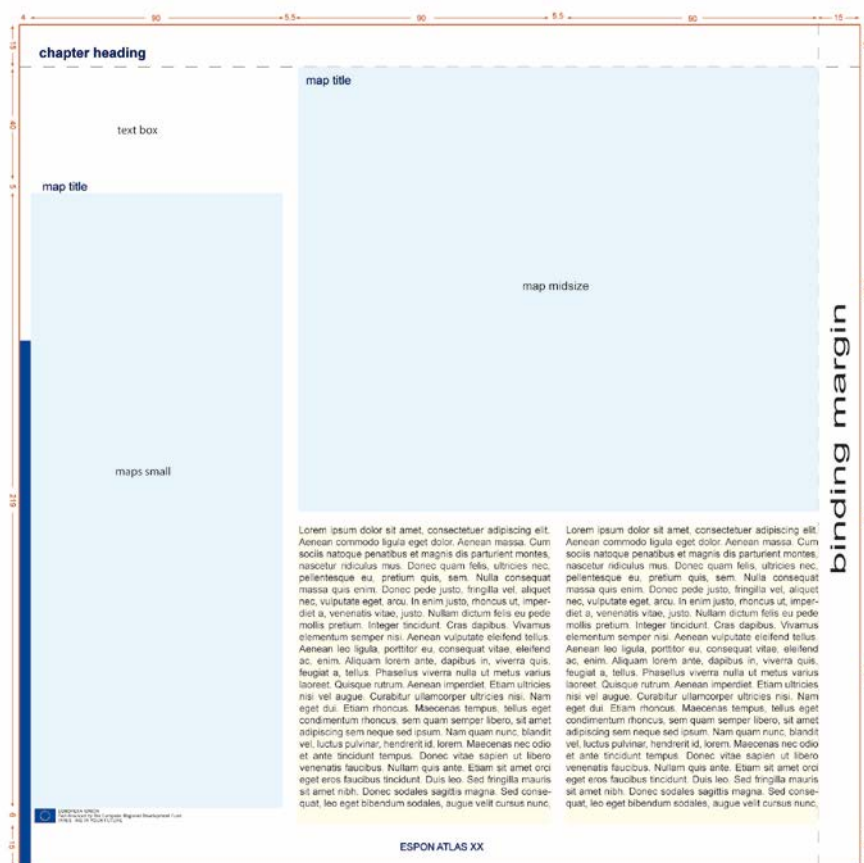 4 90 5.5 90 5.5 15
15
chapter heading
40
text box
5
map title
maps small
219
map title
map midsize
binding margin
Lorem ipsum dolor sit amet, consectetuer adipiscing elit.
Aenean commodo ligula eget dolor. Aenean massa. Cum
sociis natoque penatibus et magnis dis parturient montes,
nascetur ridiculus mus. Donec quam felis, ultricies nec,
pellentesque eu, pretium quis, sem. Nulla consequat
massa quis enim. Donec pede justo, fringilla vel, aliquet
nec, vulputate eget, arcu. In enim justo, rhoncus ut, imper-
diet a, venenatis vitae, justo. Nullam dictum felis eu pede
mollis pretium. Integer tincidunt. Cras dapibus. Vivamus
elementum semper nisi. Aenean vulputate eleifend tellus.
Aenean leo ligula, porttitor eu, consequat vitae, eleifend
ac, enim. Aliquam lorem ante, dapibus in, viverra quis,
feugiat a, tellus. Phasellus viverra nulla ut metus varius
laoreet. Quisque rutrum. Aenean imperdiet. Etiam ultricies
nisi vel augue. Curabitur ullamcorper ultricies nisi. Nam
eget dui. Etiam rhoncus. Maecenas tempus, tellus eget
condimentum rhoncus, sem quam semper libero, sit amet
adipiscing sem neque sed ipsum. Nam quam nunc, blandit
vel, luctus pulvinar, hendrerit id, lorem. Maecenas nec odio
et ante tincidunt tempus. Donec vitae sapien ut libero
venenatis faucibus. Nullam quis ante. Etiam sit amet orci
eget eros faucibus tincidunt. Duis leo. Sed fringilla mauris
sit amet nibh. Donec sodales sagittis magna. Sed conse-
quat, leo eget bibendum sodales, augue velit cursus nunc,
Lorem ipsum dolor sit amet, consectetuer adipiscing elit.
Aenean commodo ligula eget dolor. Aenean massa. Cum
sociis natoque penatibus et magnis dis parturient montes,
nascetur ridiculus mus. Donec quam felis, ultricies nec,
pellentesque eu, pretium quis, sem. Nulla consequat
massa quis enim. Donec pede justo, fringilla vel, aliquet
nec, vulputate eget, arcu. In enim justo, rhoncus ut, imper-
diet a, venenatis vitae, justo. Nullam dictum felis eu pede
mollis pretium. Integer tincidunt. Cras dapibus. Vivamus
elementum semper nisi. Aenean vulputate eleifend tellus.
Aenean leo ligula, porttitor eu, consequat vitae, eleifend
ac, enim. Aliquam lorem ante, dapibus in, viverra quis,
feugiat a, tellus. Phasellus viverra nulla ut metus varius
laoreet. Quisque rutrum. Aenean imperdiet. Etiam ultricies
nisi vel augue. Curabitur ullamcorper ultricies nisi. Nam
eget dui. Etiam rhoncus. Maecenas tempus, tellus eget
condimentum rhoncus, sem quam semper libero, sit amet
adipiscing sem neque sed ipsum. Nam quam nunc, blandit
vel, luctus pulvinar, hendrerit id, lorem. Maecenas nec odio
et ante tincidunt tempus. Donec vitae sapien ut libero
venenatis faucibus. Nullam quis ante. Etiam sit amet orci
eget eros faucibus tincidunt. Duis leo. Sed fringilla mauris
sit amet nibh. Donec sodales sagittis magna. Sed conse-
quat, leo eget bibendum sodales, augue velit cursus nunc,
EUROPEAN UNION
Part-financed by the European Regional Development Fund
15
ESPON ATLAS XX